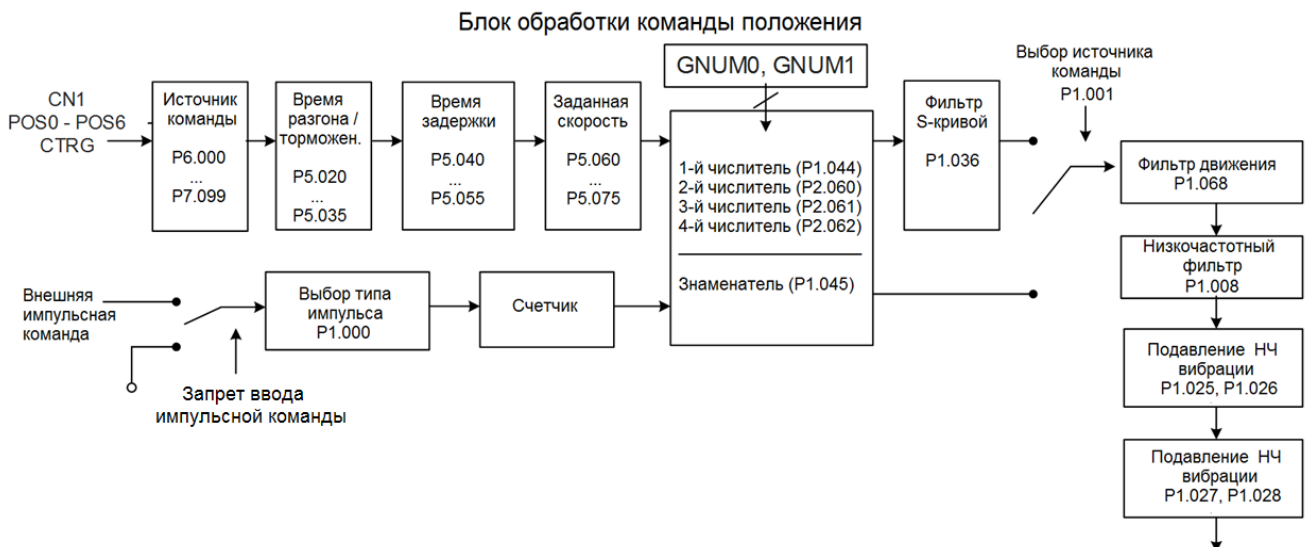 Блок обработки команды положения
GNUM0, GNUM1
Выбор источника
команды
P1.001
CN1
POS0 - POS6
CTRG
Источник
команды
P6.000
...
P7.099
Время
разгона /
торможен.
P5.020
...
P5.035
Время
задержки
P5.040
...
P5.055
Заданная
скорость
P5.060
...
P5.075
1-й числитель (P1.044)
2-й числитель (P2.060)
3-й числитель (P2.061)
4-й числитель (P2.062)
Знаменатель (P1.045)
Фильтр
S-кривой
P1.036
Фильтр движения
P1.068
Низкочастотный
фильтр
P1.008
Подавление НЧ
вибрации
P1.025, P1.026
Подавление НЧ
вибрации
P1.027, P1.028
Внешняя
импульсная
команда
Выбор типа
импульса
P1.000
Счетчик
Запрет ввода
импульсной команды